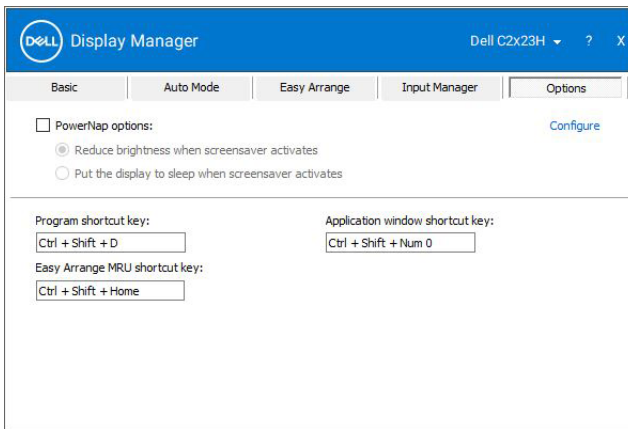 DELL Display Manager Dell C2x23H ? X
Basic Auto Mode Easy Arrange Input Manager Options
PowerNap options: Configure
Reduce brightness when screensaver activates
Put the display to sleep when screensaver activates
Program shortcut key: Application window shortcut key:
Ctrl + Shift + D Ctrl + Shift + Num 0
Easy Arrange MRU shortcut key:
Ctrl + Shift + Home